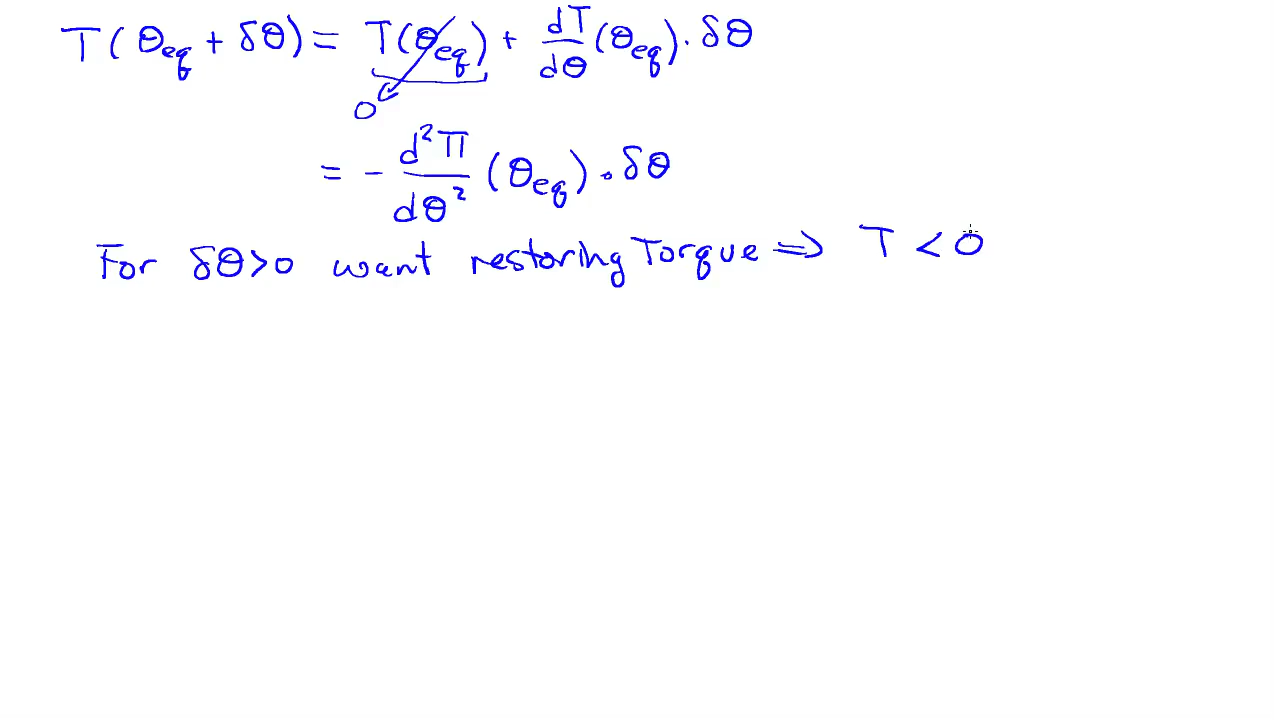 T(θeq + δθ) = T(θeq) + dT/dθ (θeq) · δθ
0
= - d²Π/dθ² (θeq) · δθ
For δθ>0 want restoring Torque ⇒ T < 0